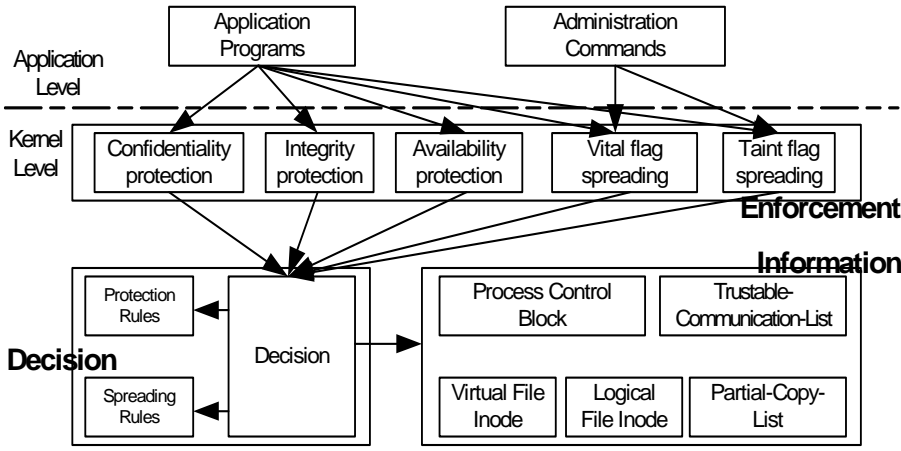 Application
Programs
Administration
Commands
Application
Level
Kernel
Level
Confidentiality
protection
Integrity
protection
Availability
protection
Vital flag
spreading
Taint flag
spreading
Enforcement
Information
Protection
Rules
Decision
Spreading
Rules
Decision
Process Control
Block
Trustable-
Communication-List
Virtual File
Inode
Logical
File Inode
Partial-Copy-
List